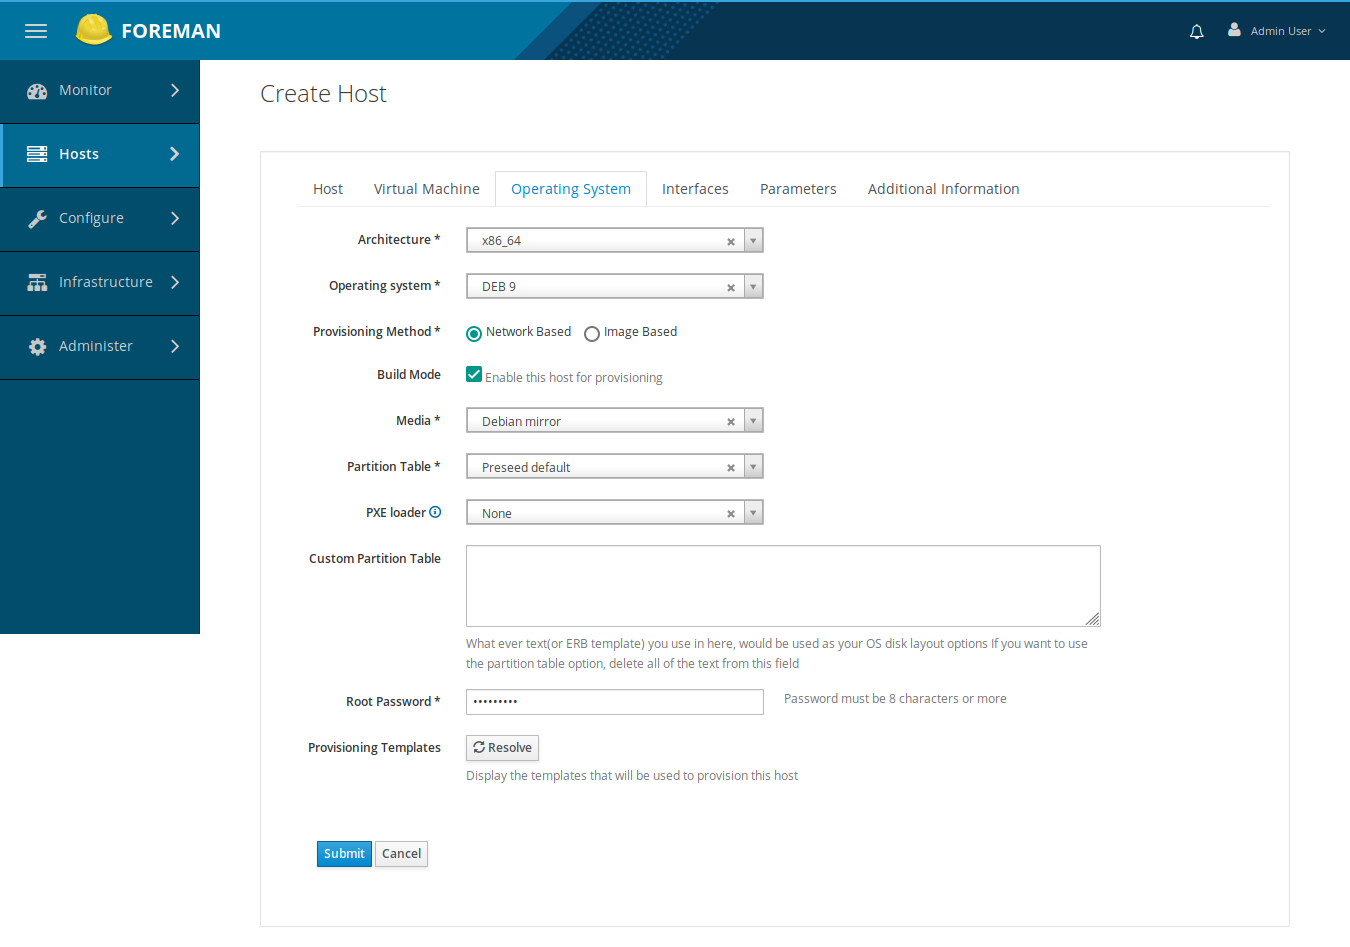 FOREMAN
Admin User
Monitor
Hosts
Configure
Infrastructure
Administer
Create Host
Host Virtual Machine Operating System Interfaces Parameters Additional Information
Architecture * x86_64
Operating system * DEB 9
Provisioning Method * Network Based Image Based
Build Mode Enable this host for provisioning
Media * Debian mirror
Partition Table * Preseed default
PXE loader None
Custom Partition Table
What ever text(or ERB template) you use in here, would be used as your OS disk layout options If you want to use
the partition table option, delete all of the text from this field
Root Password * ••••••••• Password must be 8 characters or more
Provisioning Templates Resolve
Display the templates that will be used to provision this host
Submit Cancel